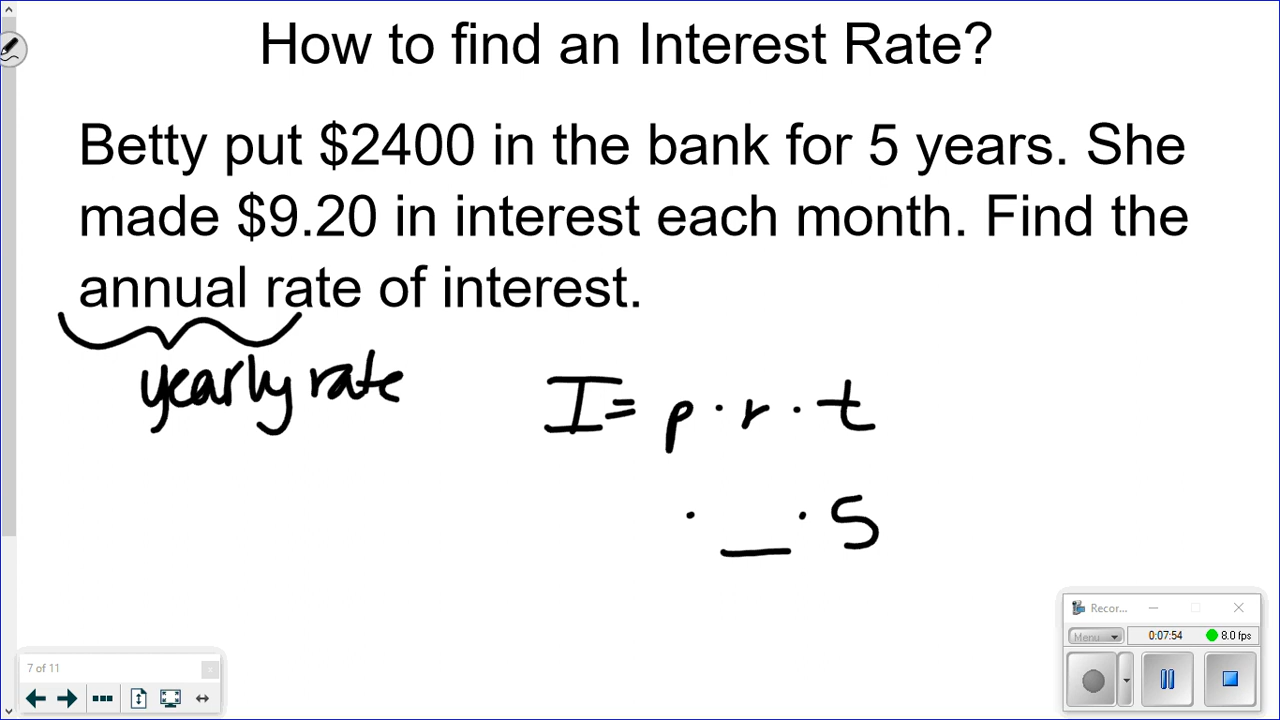 How to find an Interest Rate?
Betty put $2400 in the bank for 5 years. She
made $9.20 in interest each month. Find the
annual rate of interest.
yearly rate
I = p · r · t
· __ · 5
Recor...
Menu
0:07:54
8.0 fps
7 of 11